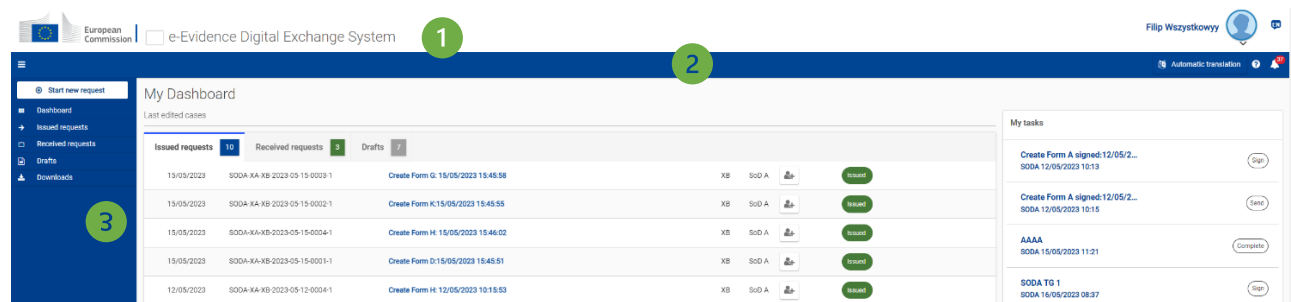 European
Commission
e-Evidence Digital Exchange System
1
Filip Wszystkowyy
EN
2
Automatic translation
37
Start new request
Dashboard
Issued requests
Received requests
Drafts
Downloads
3
My Dashboard
Last edited cases
Issued requests 10 Received requests 3 Drafts 7
15/05/2023 SODA-XA-XB-2023-05-15-0003-1 Create Form G: 15/05/2023 15:45:58 XB SoD A Issued
15/05/2023 SODA-XA-XB-2023-05-15-0002-1 Create Form K:15/05/2023 15:45:55 XB SoD A Issued
15/05/2023 SODA-XA-XB-2023-05-15-0004-1 Create Form H: 15/05/2023 15:46:02 XB SoD A Issued
15/05/2023 SODA-XA-XB-2023-05-15-0001-1 Create Form D:15/05/2023 15:45:51 XB SoD A Issued
12/05/2023 SODA-XA-XB-2023-05-12-0004-1 Create Form H: 12/05/2023 10:15:53 XB SoD A Issued
My tasks
Create Form A signed:12/05/2...
SODA 12/05/2023 10:13
Sign
Create Form A signed:12/05/2...
SODA 12/05/2023 10:15
Send
AAAA
SODA 15/05/2023 11:21
Complete
SODA TG 1
SODA 16/05/2023 08:37
Sign